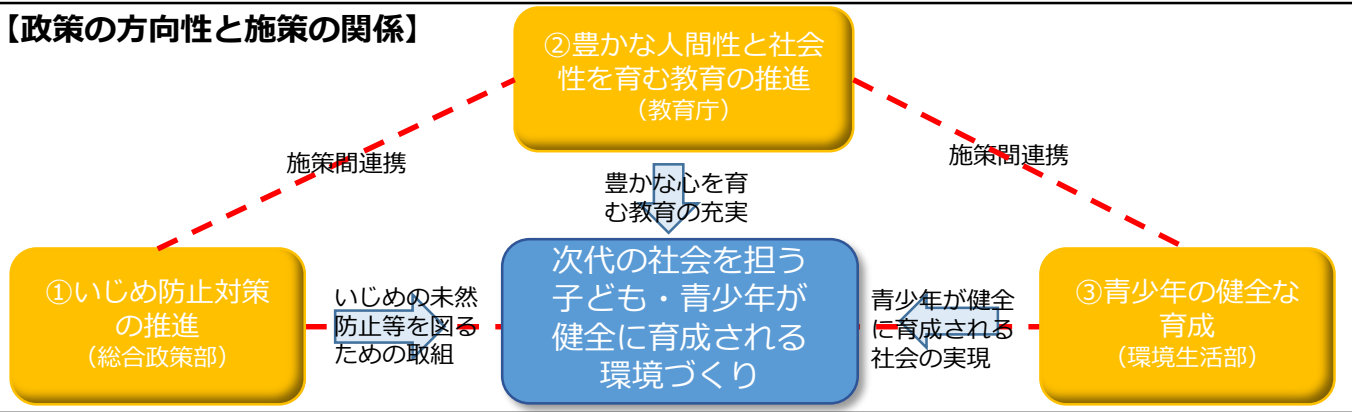 【政策の方向性と施策の関係】
②豊かな人間性と社会
性を育む教育の推進
（教育庁）
施策間連携
施策間連携
豊かな心を育
む教育の充実
①いじめ防止対策
の推進
（総合政策部）
いじめの未然
防止等を図る
ための取組
次代の社会を担う
子ども・青少年が
健全に育成される
環境づくり
青少年が健全
に育成される
社会の実現
③青少年の健全な
育成
（環境生活部）